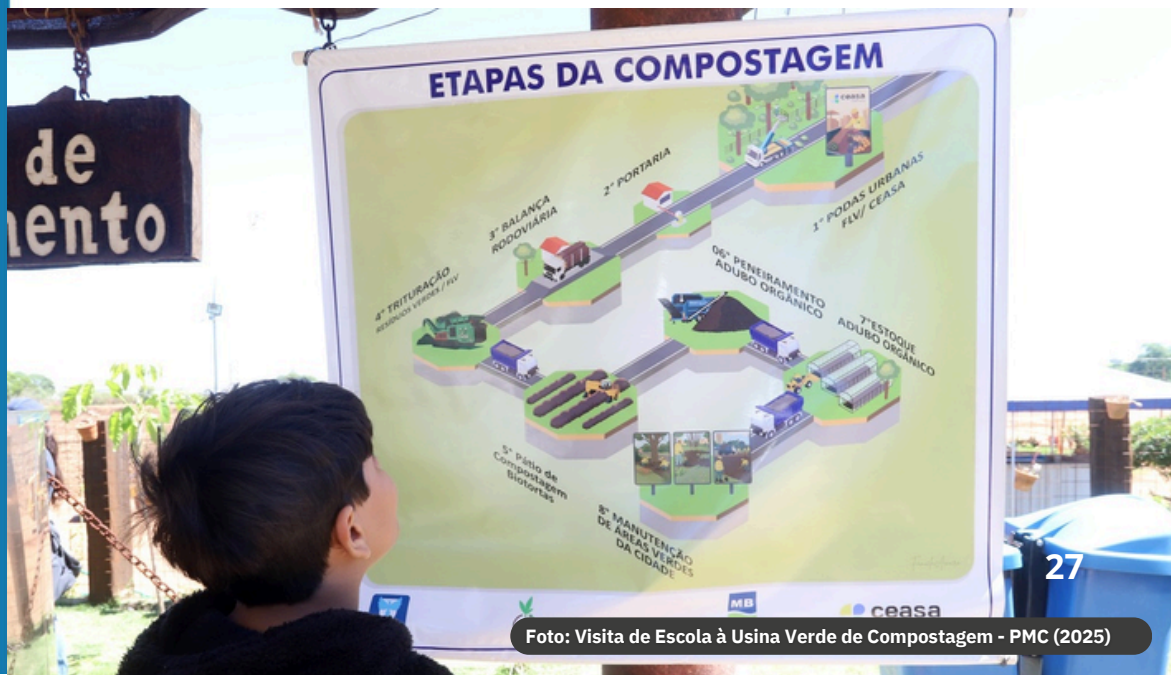 de
mento
ETAPAS DA COMPOSTAGEM
ceasa
1° PODAS URBANAS
FLV/ CEASA
2° PORTARIA
3° BALANÇA
RODOVIÁRIA
4° TRITURAÇÃO
RESÍDUOS VERDES / FLV
06° PENEIRAMENTO
ADUBO ORGÂNICO
7°ESTOQUE
ADUBO ORGÂNICO
5° Pátio de
Compostagem
Biotortas
8° MANUTENÇÃO
DE ÁREAS VERDES
DA CIDADE
MB
ceasa
27
Foto: Visita de Escola à Usina Verde de Compostagem - PMC (2025)